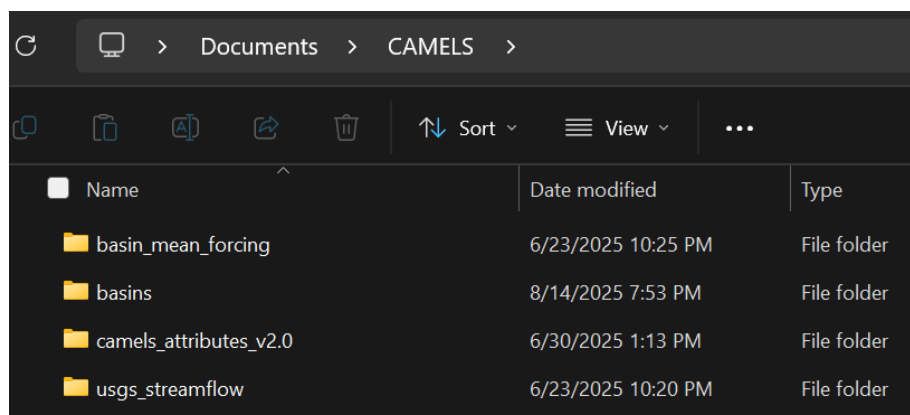 Documents > CAMELS >
Sort View •••
Name Date modified Type
basin_mean_forcing 6/23/2025 10:25 PM File folder
basins 8/14/2025 7:53 PM File folder
camels_attributes_v2.0 6/30/2025 1:13 PM File folder
usgs_streamflow 6/23/2025 10:20 PM File folder